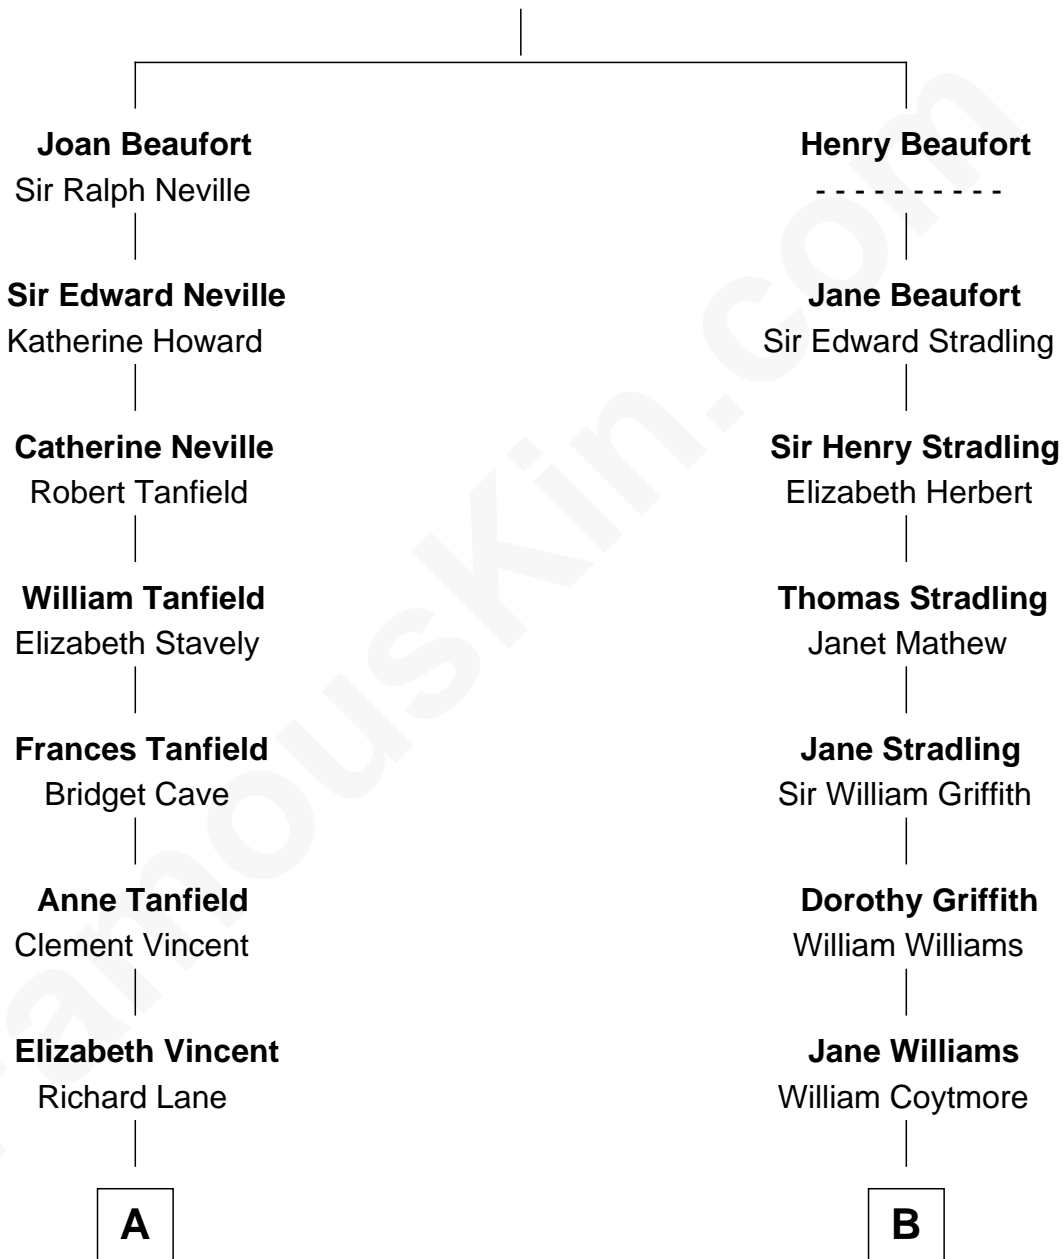 Joan Beaufort
Sir Ralph Neville
Sir Edward Neville
Katherine Howard
Catherine Neville
Robert Tanfield
William Tanfield
Elizabeth Stavely
Frances Tanfield
Bridget Cave
Anne Tanfield
Clement Vincent
Elizabeth Vincent
Richard Lane
A
Henry Beaufort
- - - - - - - - - -
Jane Beaufort
Sir Edward Stradling
Sir Henry Stradling
Elizabeth Herbert
Thomas Stradling
Janet Mathew
Jane Stradling
Sir William Griffith
Dorothy Griffith
William Williams
Jane Williams
William Coytmore
B
FamousKin.com